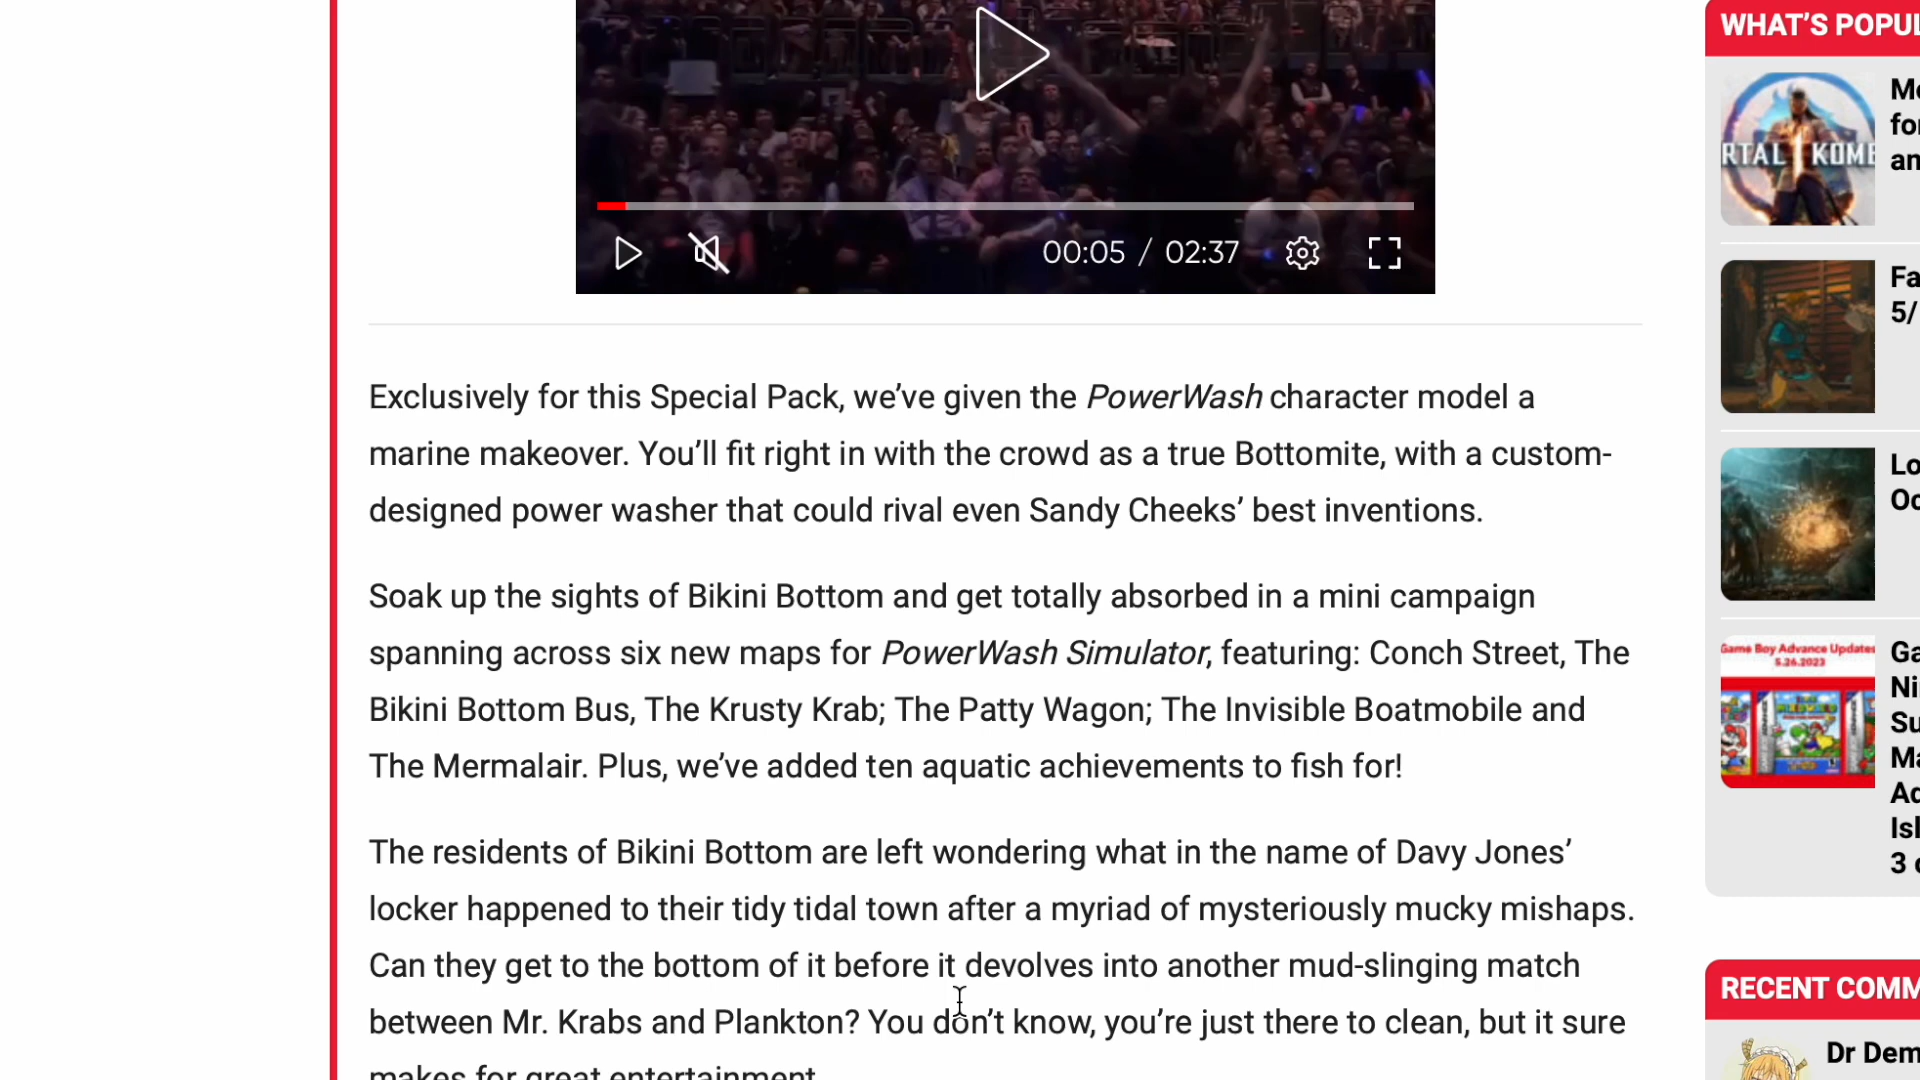 WHAT'S
00:05 / 02:37
Exclusively for this Special Pack, we've given the PowerWash character model a
marine makeover. You'll fit right in with the crowd as a true Bottomite, with a custom-
designed power washer that could rival even Sandy Cheeks' best inventions.
Soak up the sights of Bikini Bottom and get totally absorbed in a mini campaign
spanning across six new maps for PowerWash Simulator, featuring: Conch Street, The
Bikini Bottom Bus, The Krusty Krab; The Patty Wagon; The Invisible Boatmobile and
The Mermalair. Plus, we've added ten aquatic achievements to fish for!
The residents of Bikini Bottom are left wondering what in the name of Davy Jones'
locker happened to their tidy tidal town after a myriad of mysteriously mucky mishaps.
Can they get to the bottom of it before it devolves into another mud-slinging match
between Mr. Krabs and Plankton? You don't know, you're just there to clean, but it sure
makes for great entertainment
RTAL KOMB
5/
Game Boy Advance Updates
5.26.2023
3
RECENT COMM
Dr Dem